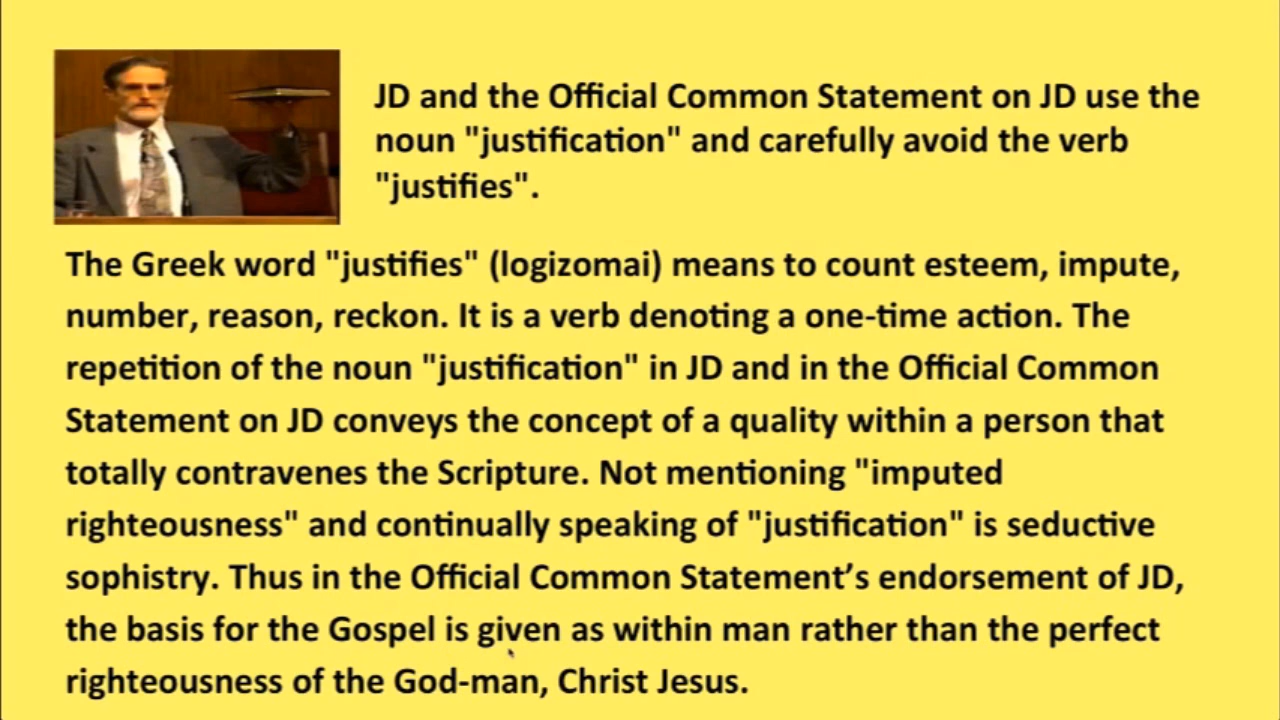 JD and the Official Common Statement on JD use the
noun "justification" and carefully avoid the verb
"justifies".
The Greek word "justifies" (logizomai) means to count esteem, impute,
number, reason, reckon. It is a verb denoting a one-time action. The
repetition of the noun "justification" in JD and in the Official Common
Statement on JD conveys the concept of a quality within a person that
totally contravenes the Scripture. Not mentioning "imputed
righteousness" and continually speaking of "justification" is seductive
sophistry. Thus in the Official Common Statement’s endorsement of JD,
the basis for the Gospel is given as within man rather than the perfect
righteousness of the God-man, Christ Jesus.